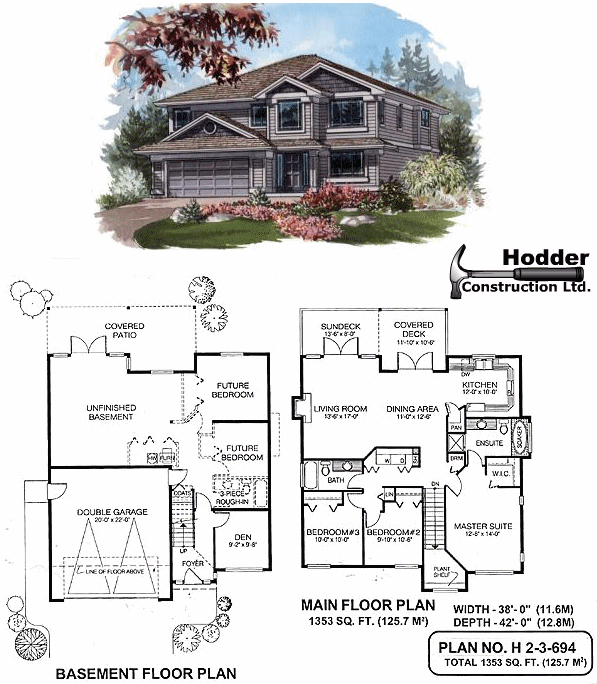 Hodder
Construction Ltd.
COVERED
PATIO
UNFINISHED
BASEMENT
FUTURE
BEDROOM
FUTURE
BEDROOM
HW
FURN
3-PIECE
ROUGH-IN
COATS
DOUBLE GARAGE
20'-0" x 22'-0"
DEN
9'-2" x 9'-8"
UP
LINE OF FLOOR ABOVE
FOYER
BASEMENT FLOOR PLAN
SUNDECK
13'-6" x 8'-0"
COVERED
DECK
11'-10" x 10'-6"
DW
KITCHEN
12'-0" x 10'-0"
LIVING ROOM
13'-6" x 17'-0"
DINING AREA
11'-0" x 12'-6"
PAN
ENSUITE
SOAKER
BRM
W
D
SH
BATH
W.I.C.
LIN
DN
BEDROOM #3
10'-0" x 10'-0"
BEDROOM #2
9'-10" x 10'-8"
MASTER SUITE
12'-8" x 14'-0"
PLANT
SHELF
MAIN FLOOR PLAN
1353 SQ. FT. (125.7 M²)
WIDTH - 38'- 0" (11.6M)
DEPTH - 42'- 0" (12.8M)
PLAN NO. H 2-3-694
TOTAL 1353 SQ. FT. (125.7 M²)